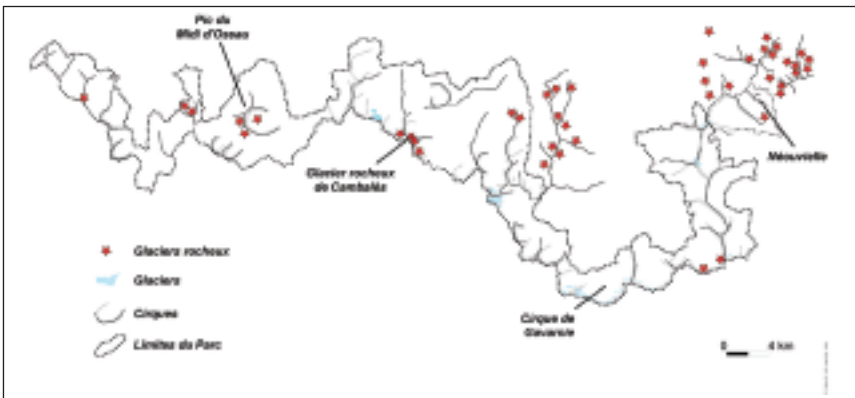 Pic du
Midi d'Ossau
Glacier rocheux
de Cambalès
Néouvielle
Cirque de
Gavarnie
Glaciers rocheux
Glaciers
Cirques
Limites du Parc
0 4 km